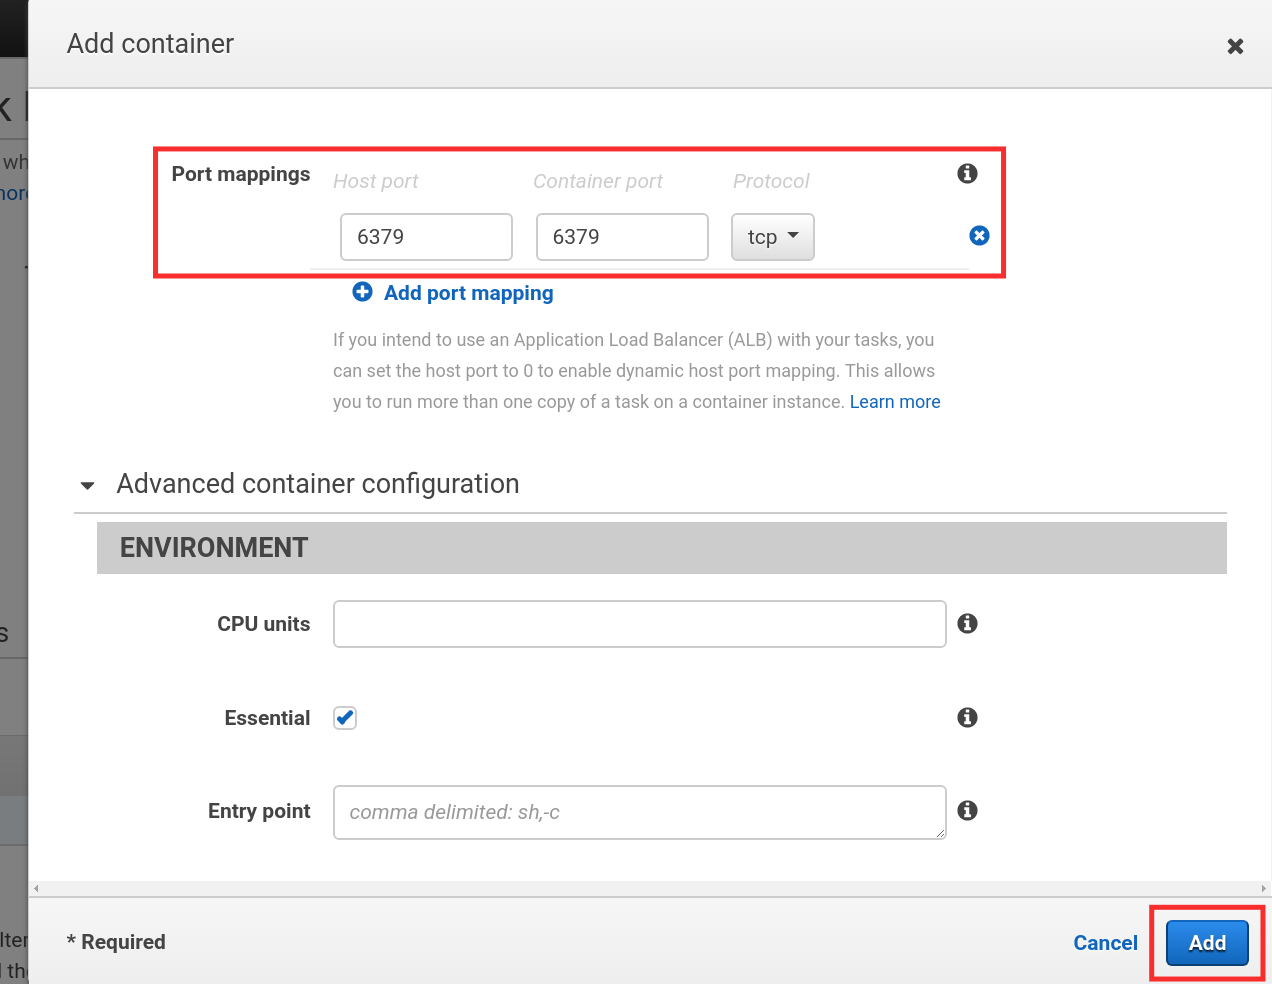 Add container
Port mappings
Host port Container port Protocol
6379 6379 tcp
Add port mapping
If you intend to use an Application Load Balancer (ALB) with your tasks, you
can set the host port to 0 to enable dynamic host port mapping. This allows
you to run more than one copy of a task on a container instance. Learn more
Advanced container configuration
ENVIRONMENT
CPU units
Essential
Entry point comma delimited: sh,-c
* Required Cancel Add